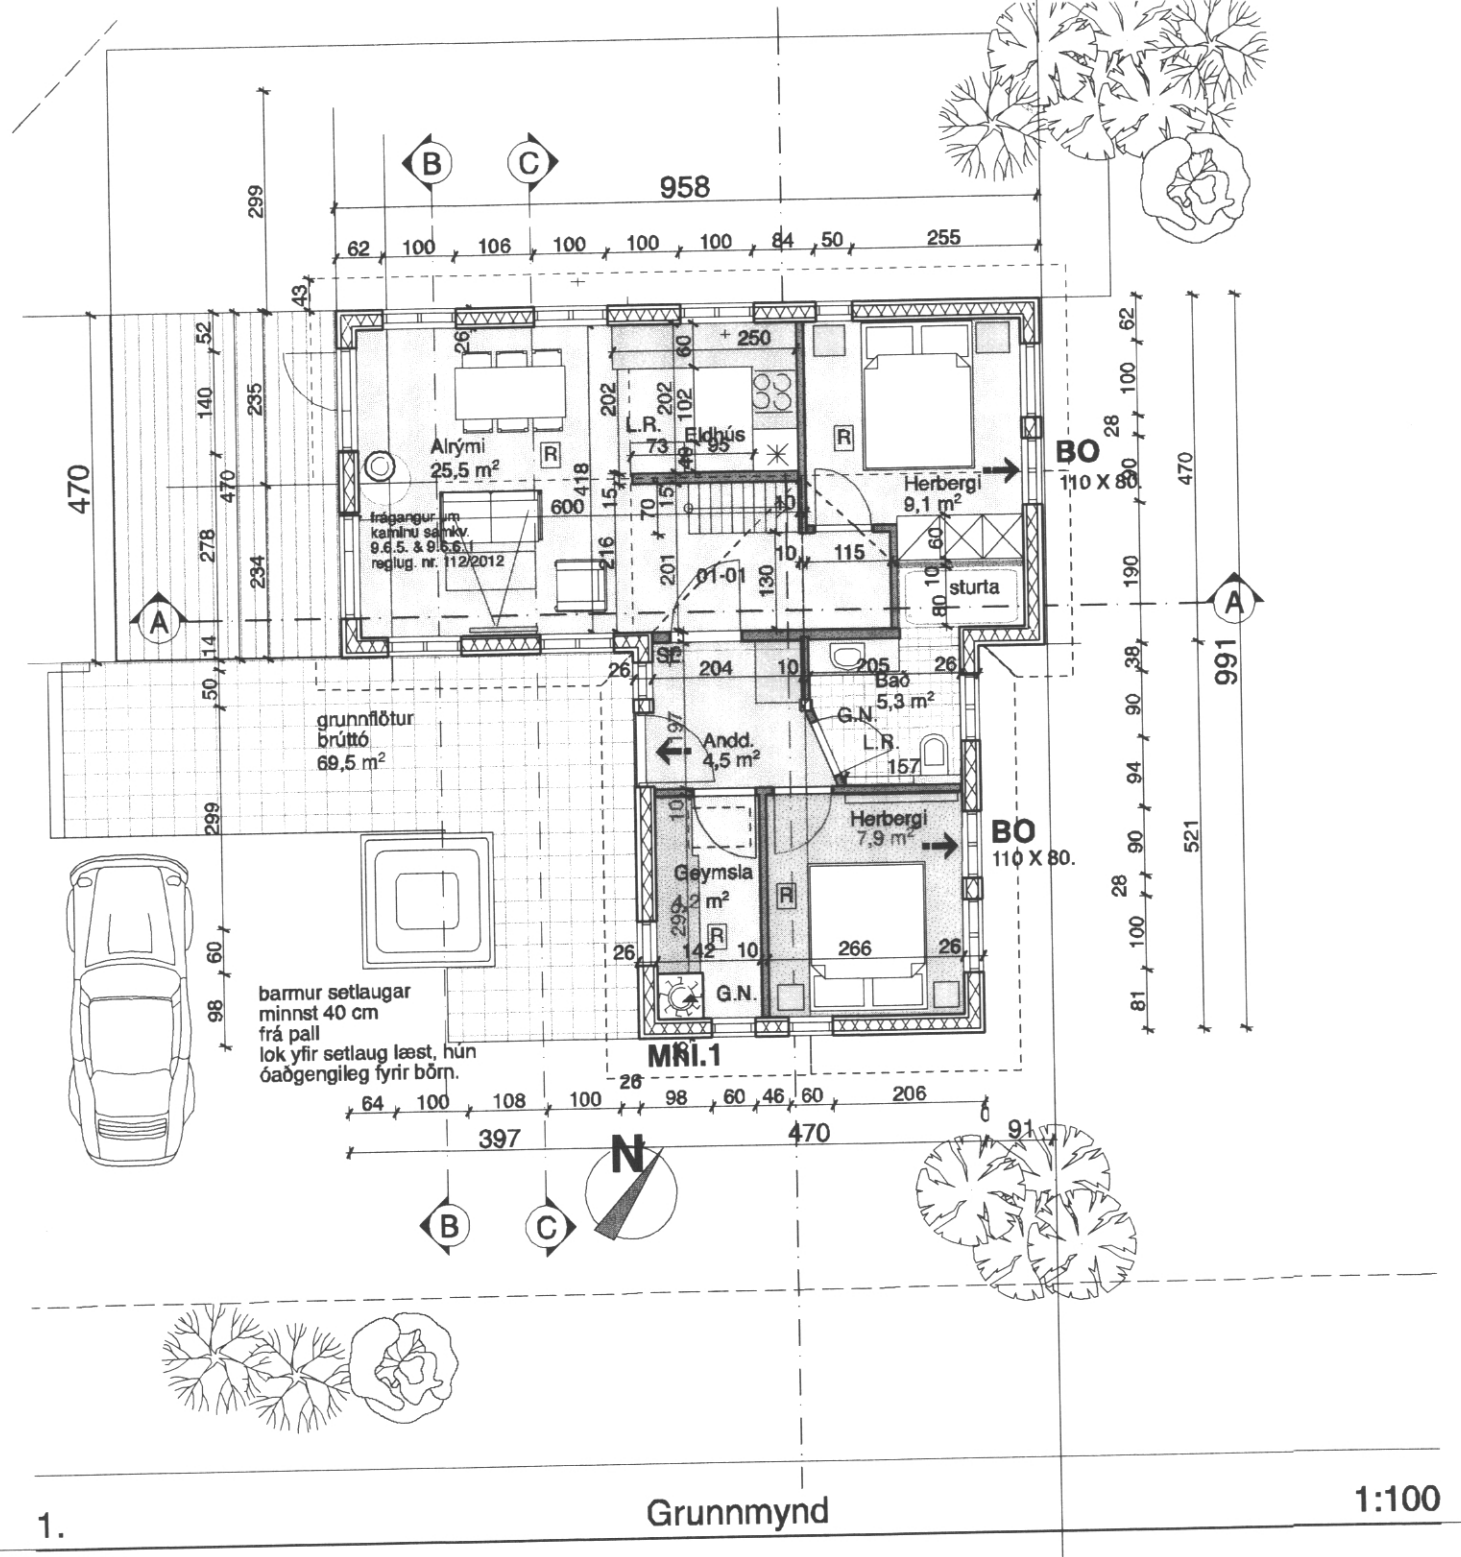 B
C
958
62
100
106
100
100
100
84
50
255
299
43
52
140
470
235
470
278
234
114
50
299
60
98
26
60
250
202
202
102
L.R.
Eldhús
73
95
Alrými
25,5 m²
R
418
600
15
70
15
10
frágangur um
kamínu samkv.
9.6.5. & 9.6.6.
reglug. nr. 112/2012
216
201
01-01
130
10
115
R
Herbergi
9,1 m²
60
10
80
sturta
BO
110 X 80.
62
100
28
90
190
38
90
94
90
28
100
81
470
521
991
A
A
26
204
10
205
26
Bað
5,3 m²
G.N.
L.R.
157
197
Andd.
4,5 m²
grunnflötur
brúttó
69,5 m²
10
Herbergi
7,9 m²
BO
110 X 80.
Geymsla
4,2 m²
299
R
R
26
142
10
266
26
G.N.
barmur setlaugar
minnst 40 cm
frá pall
lok yfir setlaug læst, hún
óaðgengileg fyrir börn.
26
64
100
108
100
98
60
46
60
206
0
397
470
91
N
B
C
1.
Grunnmynd
1:100